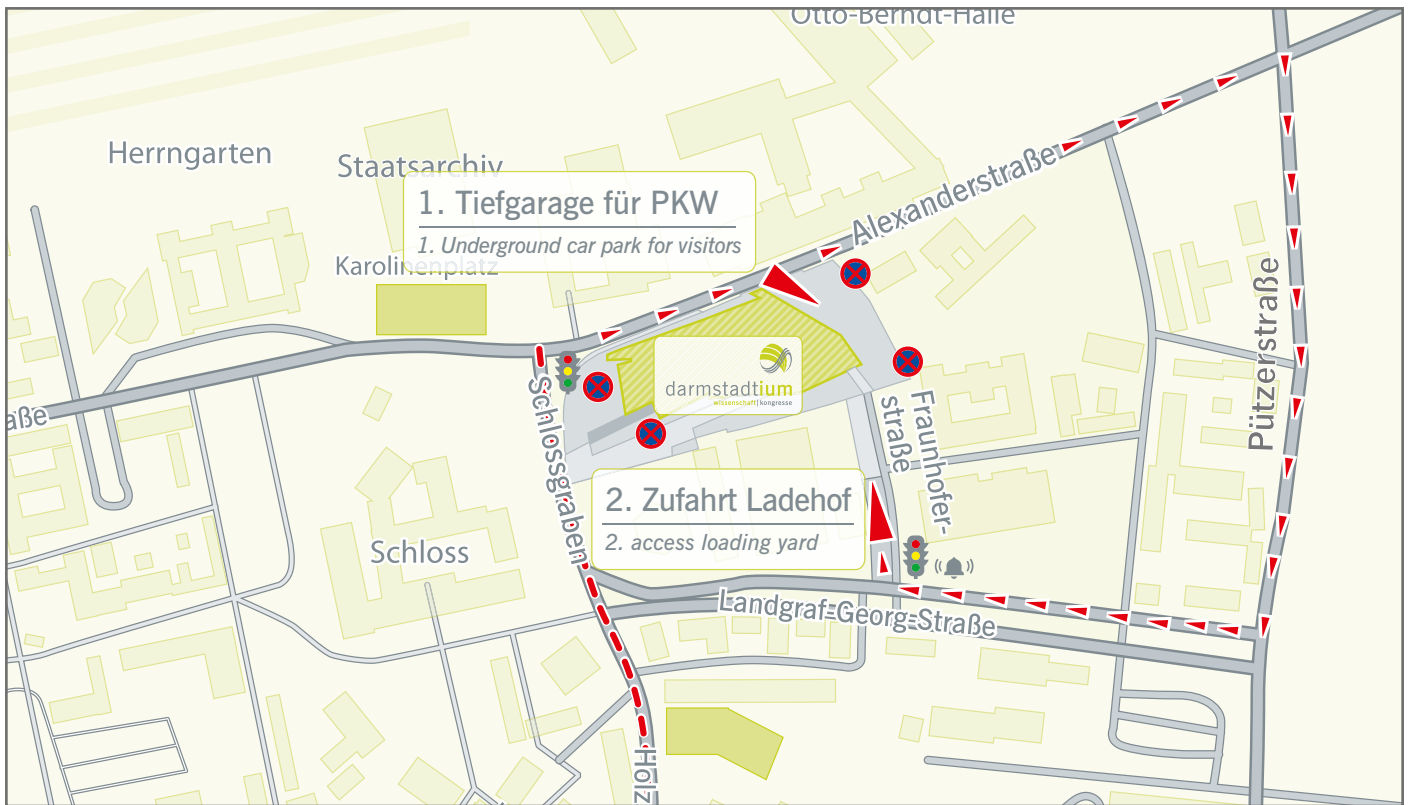 Otto-Berndt-Halle
Herrngarten
Staatsarchiv
1. Tiefgarage für PKW
1. Underground car park for visitors
Karolinenplatz
Alexanderstraße
Pützerstraße
darmstadtium
wissenschaft|kongresse
aße
Schlossgraben
Fraunhofer-
straße
2. Zufahrt Ladehof
2. access loading yard
Schloss
Landgraf-Georg-Straße
Holz